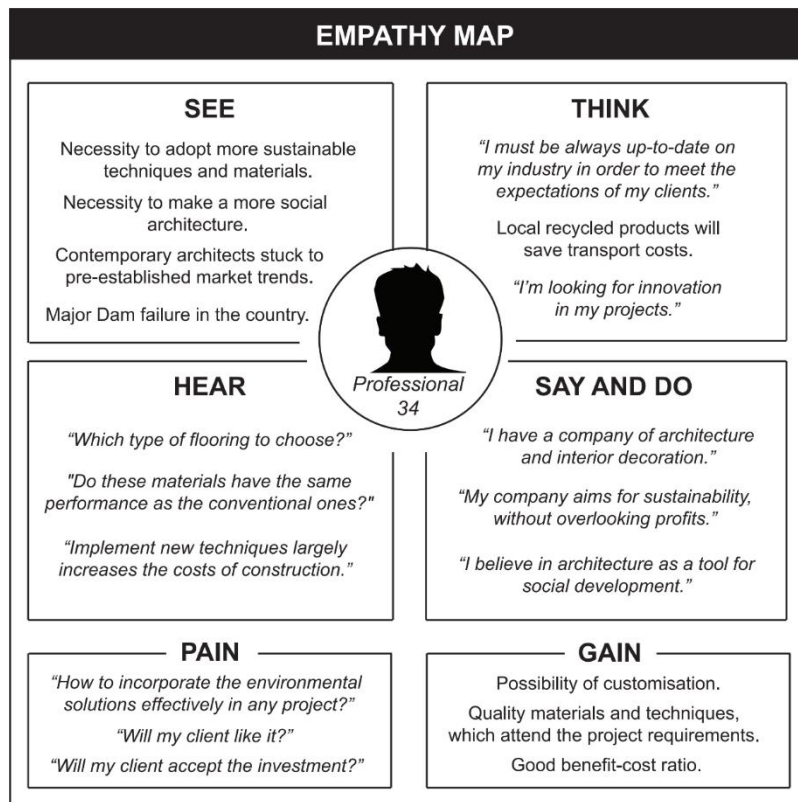 EMPATHY MAP
SEE
Necessity to adopt more sustainable
techniques and materials.
Necessity to make a more social
architecture.
Contemporary architects stuck to
pre-established market trends.
Major Dam failure in the country.
THINK
“I must be always up-to-date on
my industry in order to meet the
expectations of my clients.”
Local recycled products will
save transport costs.
“I’m looking for innovation
in my projects.”
Professional
34
HEAR
“Which type of flooring to choose?”
"Do these materials have the same
performance as the conventional ones?"
“Implement new techniques largely
increases the costs of construction.”
SAY AND DO
“I have a company of architecture
and interior decoration.”
“My company aims for sustainability,
without overlooking profits.”
“I believe in architecture as a tool for
social development.”
PAIN
“How to incorporate the environmental
solutions effectively in any project?”
“Will my client like it?”
“Will my client accept the investment?”
GAIN
Possibility of customisation.
Quality materials and techniques,
which attend the project requirements.
Good benefit-cost ratio.